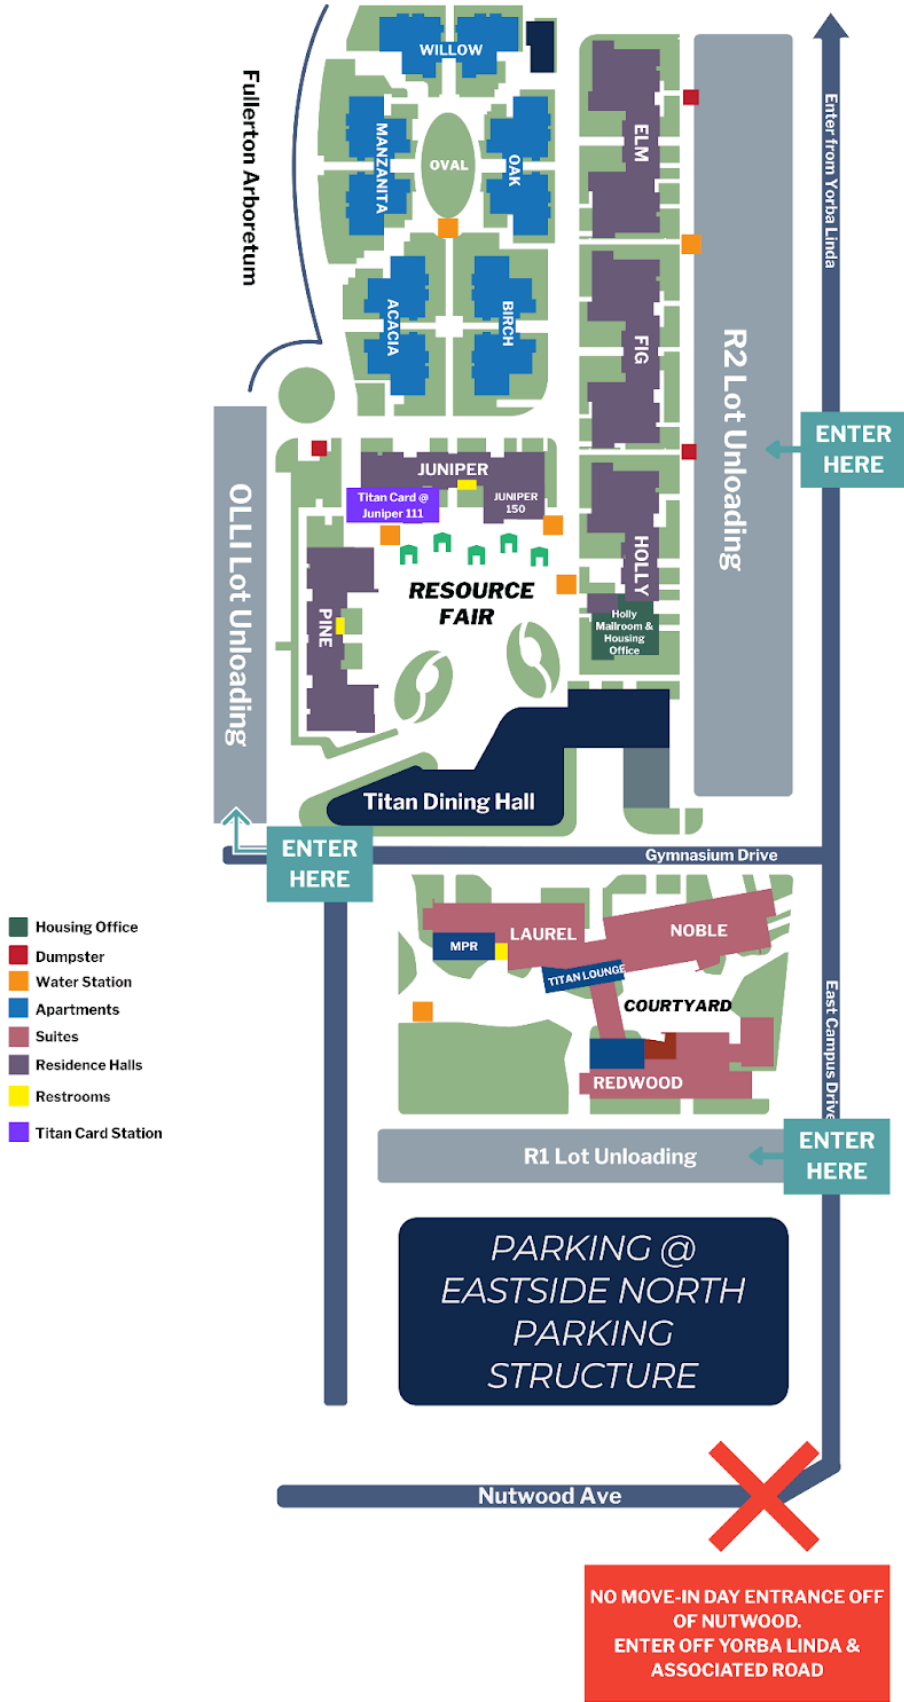 WILLOW
Fullerton Arboretum
MANZANITA
OVAL
OAK
ELM
Enter from Yorba Linda
ACACIA
BIRCH
FIG
R2 Lot Unloading
ENTER
HERE
JUNIPER
Titan Card @
Juniper 111
JUNIPER
150
OLLI Lot Unloading
HOLLY
RESOURCE
FAIR
PINE
Holly
Mailroom &
Housing
Office
Titan Dining Hall
ENTER
HERE
Gymnasium Drive
Housing Office
Dumpster
Water Station
Apartments
Suites
Residence Halls
Restrooms
Titan Card Station
MPR
LAUREL
NOBLE
TITAN LOUNGE
COURTYARD
REDWOOD
East Campus Drive
ENTER
HERE
R1 Lot Unloading
PARKING @
EASTSIDE NORTH
PARKING
STRUCTURE
Nutwood Ave
NO MOVE-IN DAY ENTRANCE OFF
OF NUTWOOD.
ENTER OFF YORBA LINDA &
ASSOCIATED ROAD